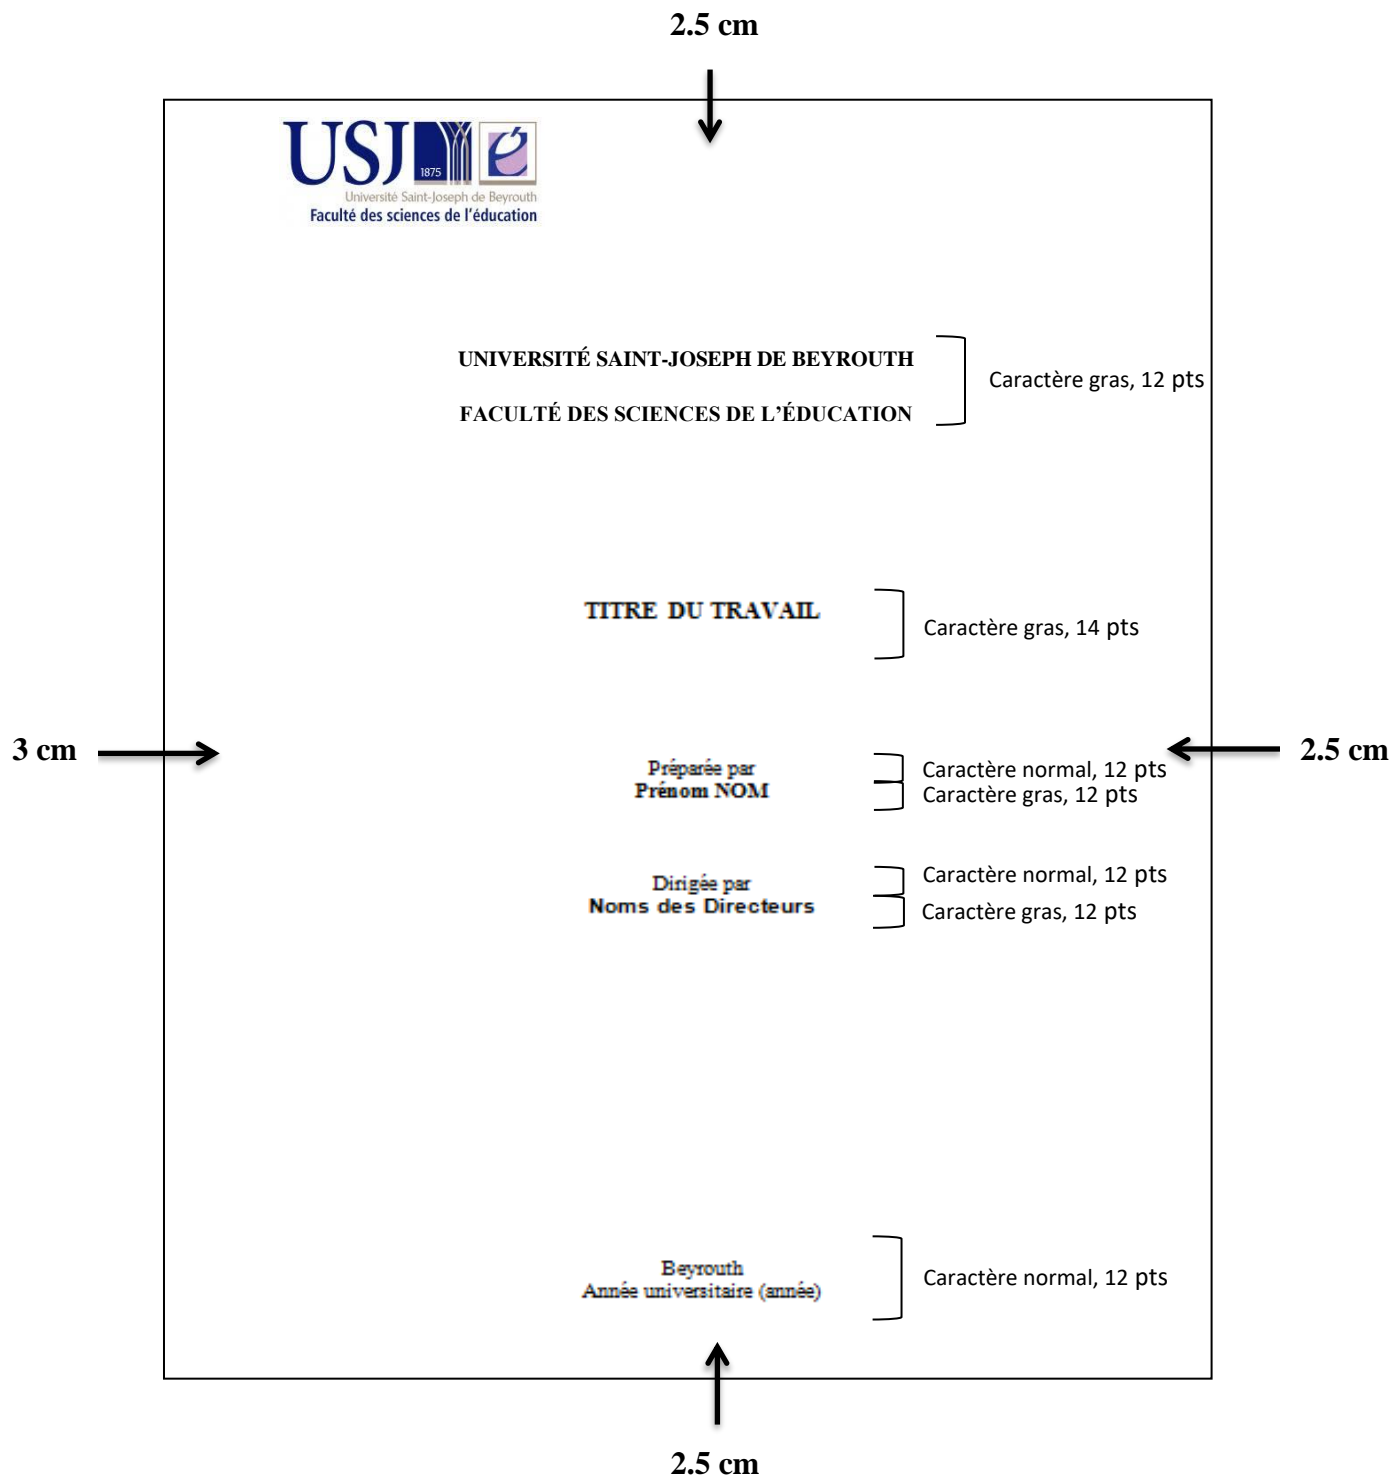 2.5 cm
USJ
1875
é
Université Saint-Joseph de Beyrouth
Faculté des sciences de l'éducation
UNIVERSITÉ SAINT-JOSEPH DE BEYROUTH
Caractère gras, 12 pts
FACULTÉ DES SCIENCES DE L’ÉDUCATION
TITRE DU TRAVAIL
Caractère gras, 14 pts
3 cm
2.5 cm
Préparée par
Caractère normal, 12 pts
Prénom NOM
Caractère gras, 12 pts
Dirigée par
Caractère normal, 12 pts
Noms des Directeurs
Caractère gras, 12 pts
Beyrouth
Année universitaire (année)
Caractère normal, 12 pts
2.5 cm